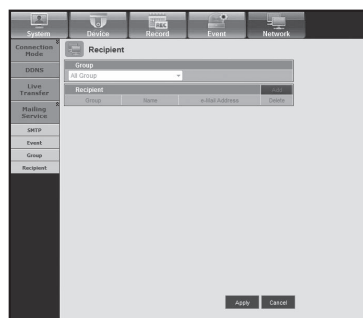 System Device Record Event Network
REC
Connection Mode
DDNS
Live Transfer
Mailing Service
SMTP
Event
Group
Recipient
Recipient
Group
All Group
Recipient Add
Group Name e-Mail Address Delete
Apply Cancel